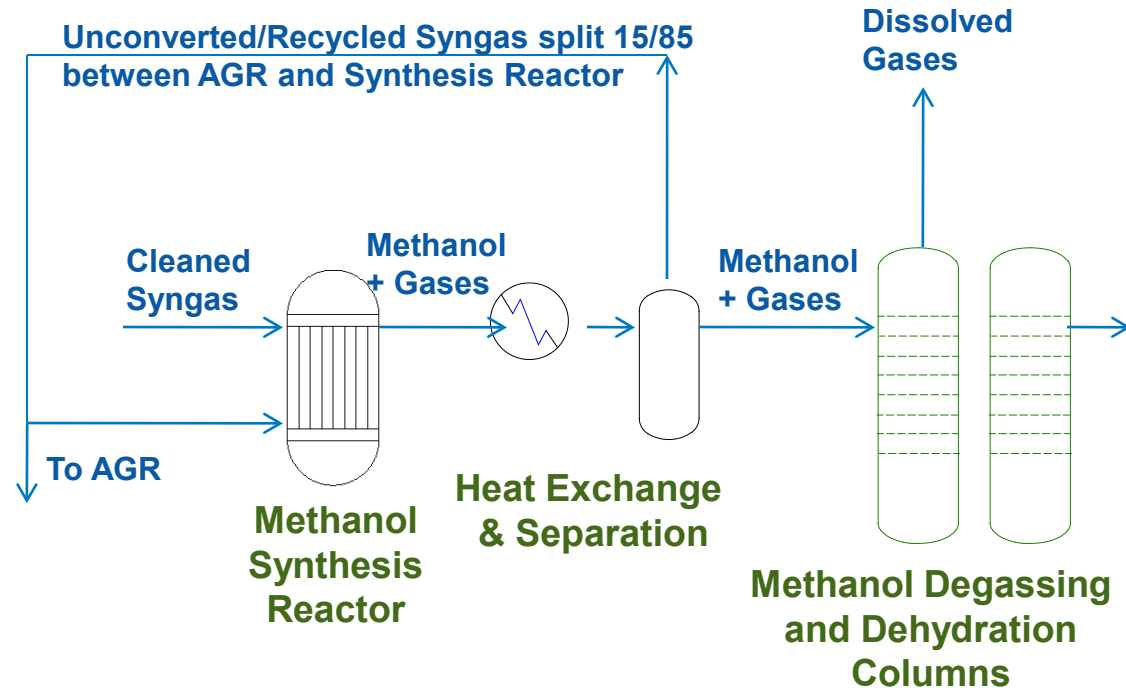 Unconverted/Recycled Syngas split 15/85
between AGR and Synthesis Reactor
Dissolved
Gases
Cleaned
Syngas
Methanol
+ Gases
Methanol
+ Gases
To AGR
Methanol
Synthesis
Reactor
Heat Exchange
& Separation
Methanol Degassing
and Dehydration
Columns